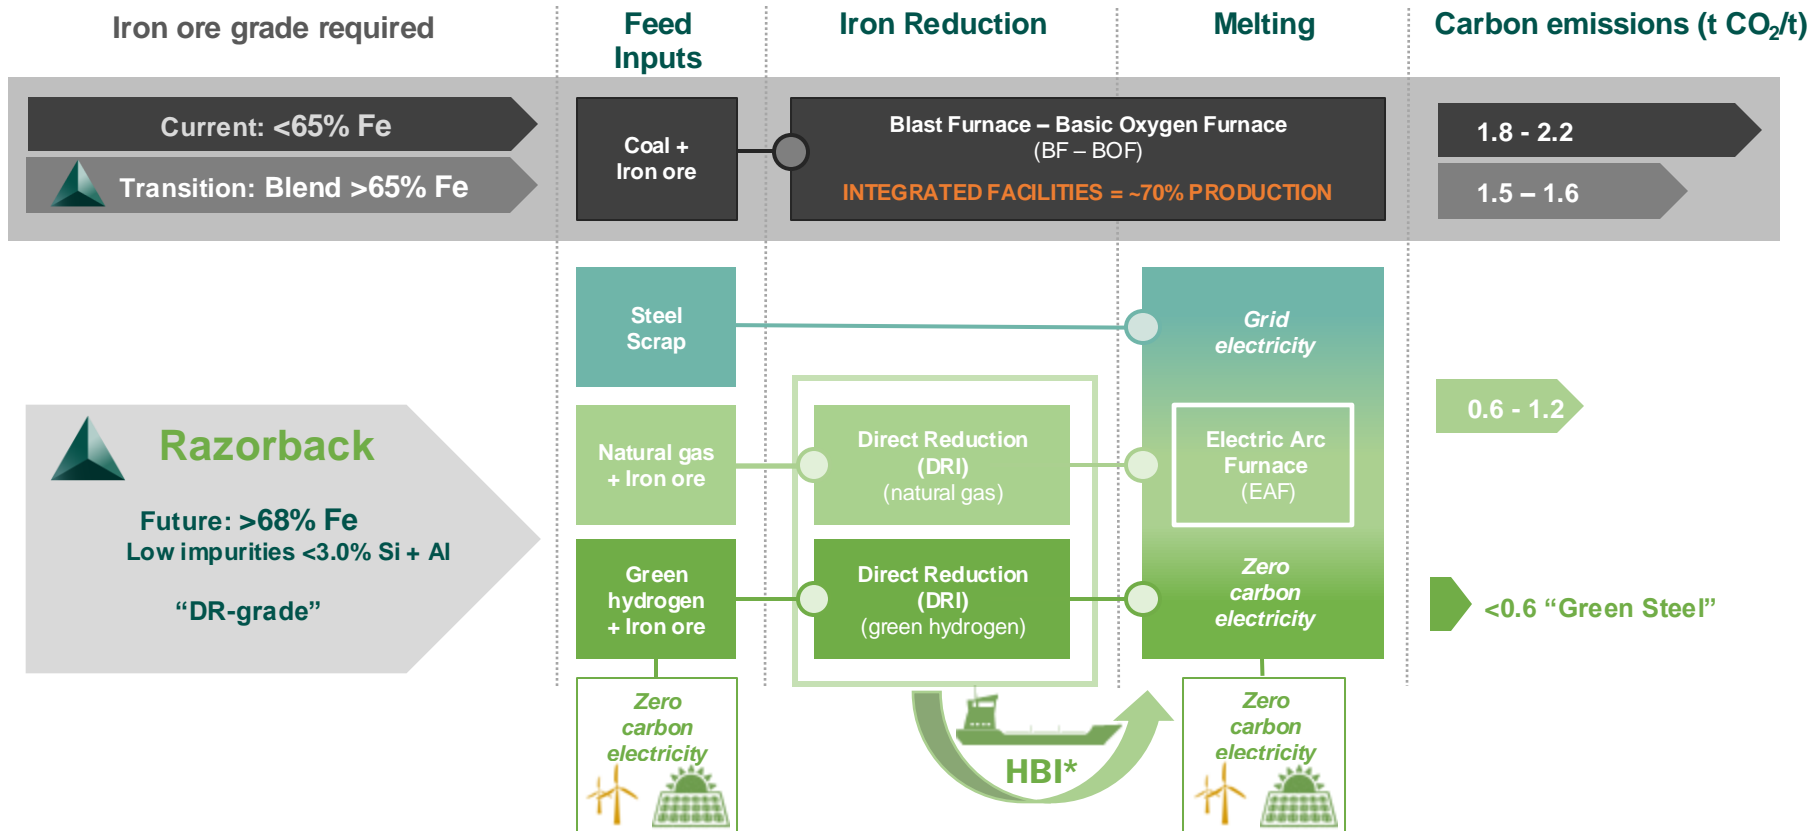 Iron ore grade required
Feed
Inputs
Iron Reduction
Melting
Carbon emissions (t CO₂/t)
Current: <65% Fe
Transition: Blend >65% Fe
Coal +
Iron ore
Blast Furnace – Basic Oxygen Furnace
(BF – BOF)
INTEGRATED FACILITIES = ~70% PRODUCTION
1.8 - 2.2
1.5 – 1.6
Steel
Scrap
Grid
electricity
Razorback
Future: >68% Fe
Low impurities <3.0% Si + Al
“DR-grade”
Natural gas
+ Iron ore
Direct Reduction
(DRI)
(natural gas)
Electric Arc
Furnace
(EAF)
0.6 - 1.2
Green
hydrogen
+ Iron ore
Direct Reduction
(DRI)
(green hydrogen)
Zero
carbon
electricity
<0.6 “Green Steel”
Zero
carbon
electricity
HBI*
Zero
carbon
electricity